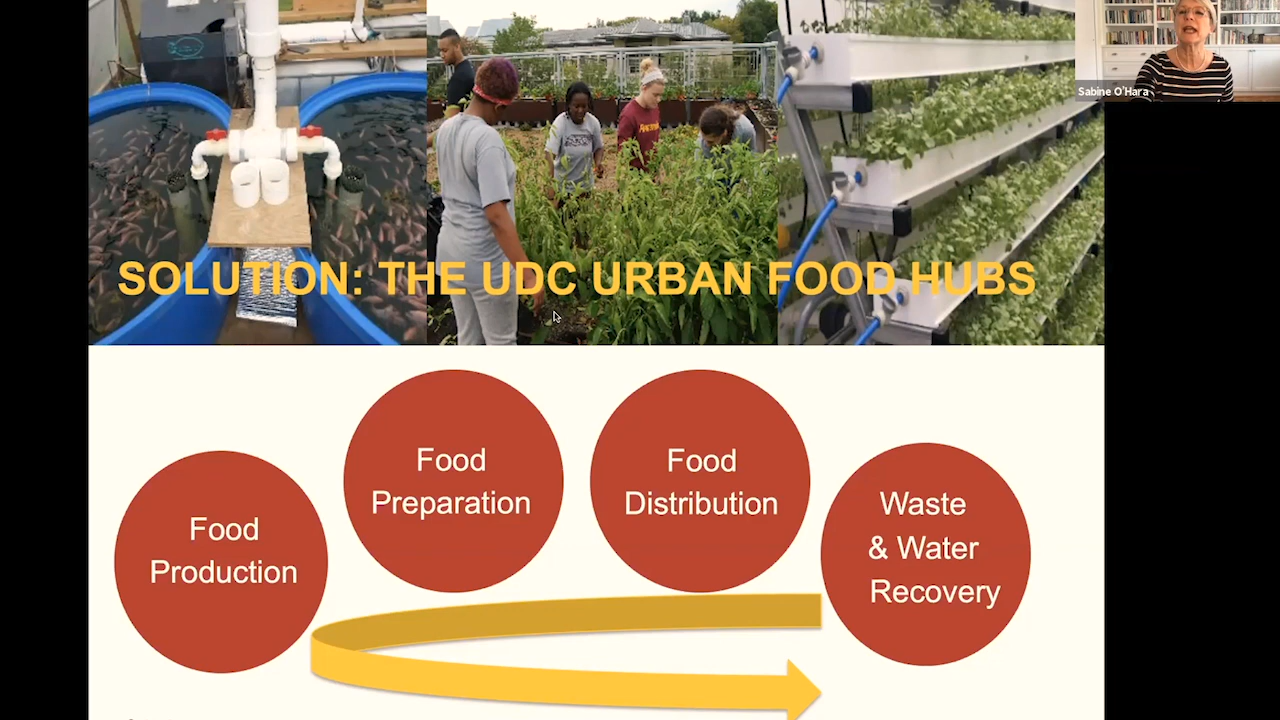 Sabine O'Hara
SOLUTION: THE UDC URBAN FOOD HUBS
Food
Production
Food
Preparation
Food
Distribution
Waste
& Water
Recovery